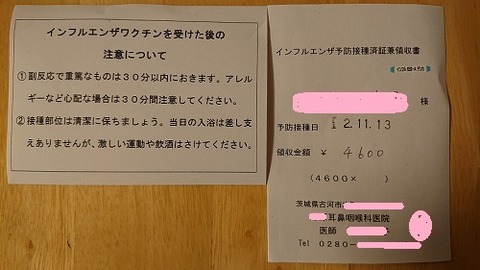 インフルエンザワクチンを受けた後の
注意について
①副反応で重篤なものは３０分以内におきます。アレル
ギーなど心配な場合は３０分間注意してください。
②接種部位は清潔に保ちましょう。当日の入浴は差し支
えありませんが、激しい運動や飲酒はさけてください。
インフルエンザ予防接種済証兼領収書
様
予防接種日 2.11.13
領収金額 ￥ 4600
(4600× )
茨城県古河市
耳鼻咽喉科医院
医師
Tel 0280-